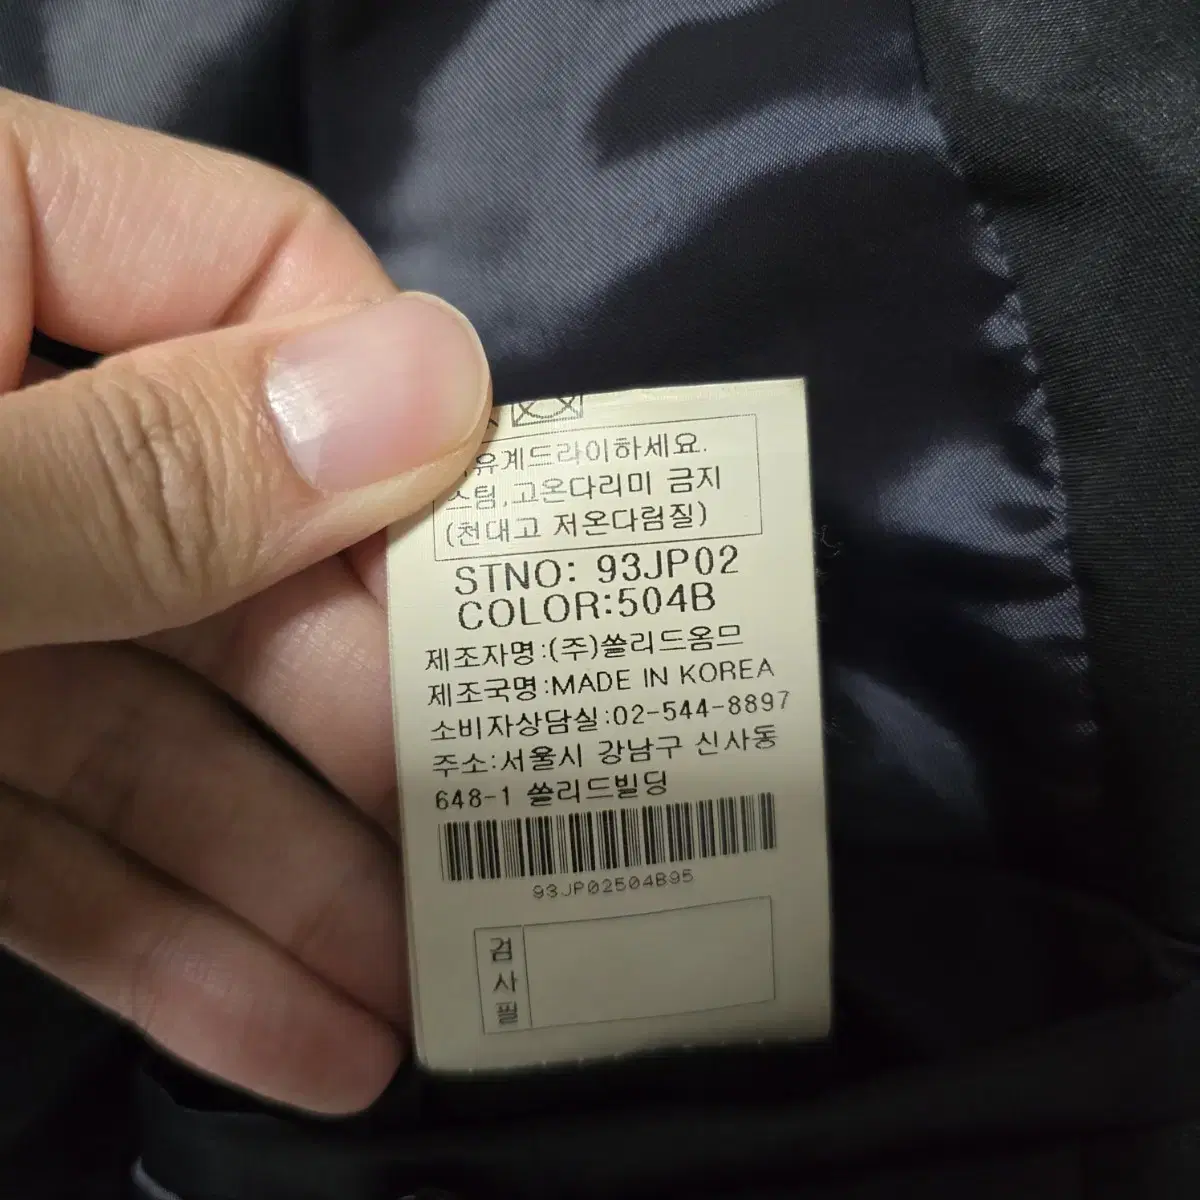 유계드라이하세요.
스팀,고온다리미 금지
(천대고 저온다림질)
STNO: 93JP02
COLOR:504B
제조자명:(주)쏠리드옴므
제조국명:MADE IN KOREA
소비자상담실:02-544-8897
주소:서울시 강남구 신사동
648-1 쏠리드빌딩
93JP02504B95
검
사
필